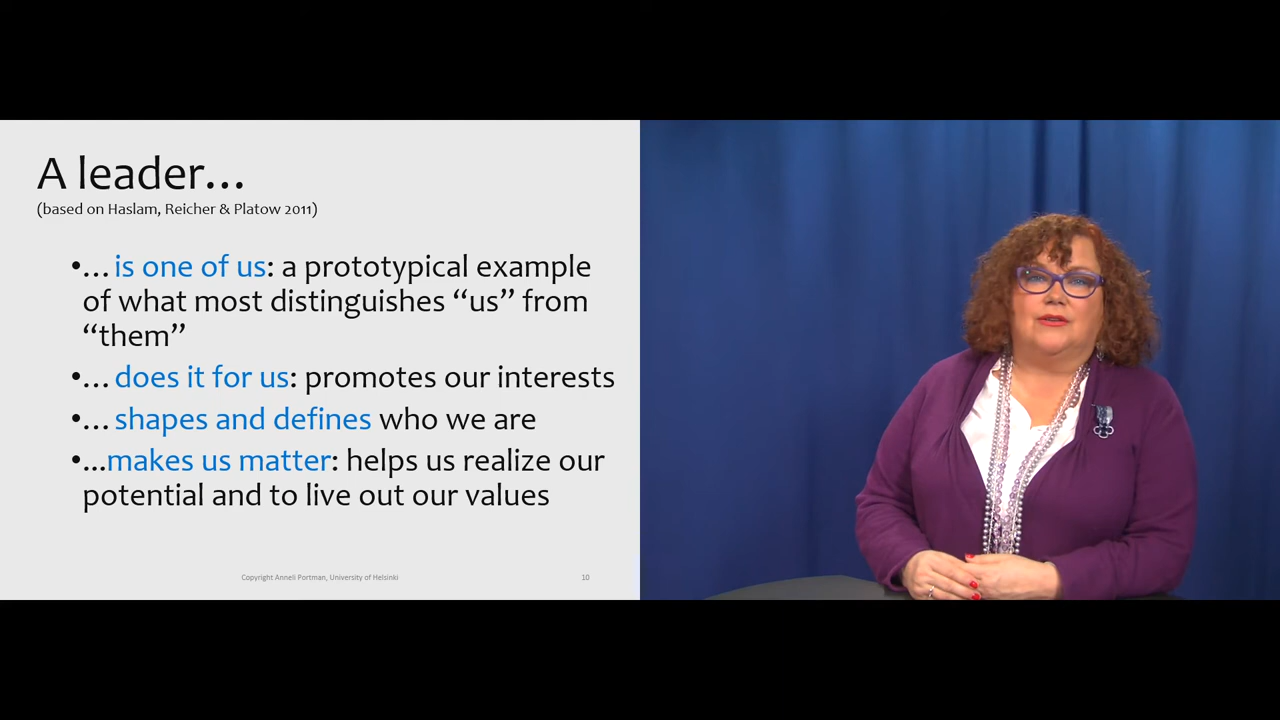 A leader…
(based on Haslam, Reicher & Platow 2011)
•… is one of us: a prototypical example
of what most distinguishes “us” from
“them”
•… does it for us: promotes our interests
•… shapes and defines who we are
•...makes us matter: helps us realize our
potential and to live out our values
Copyright Anneli Portman, University of Helsinki
10